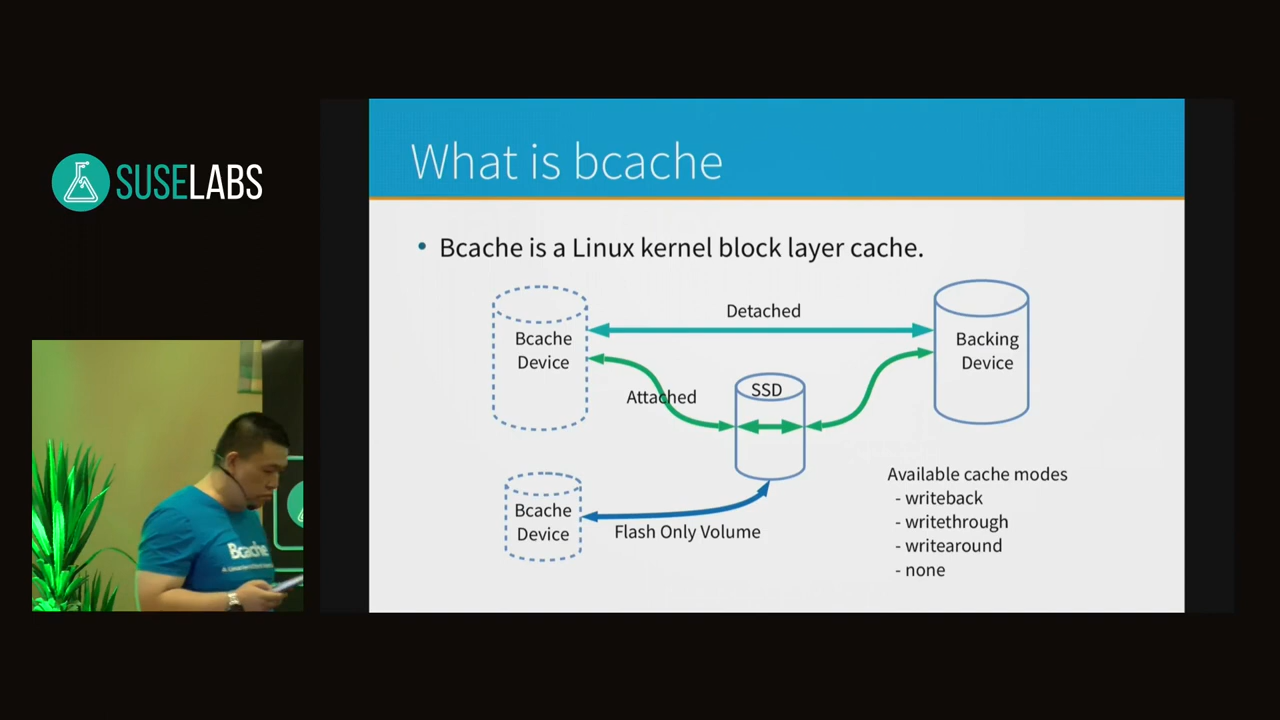 SUSELABS
What is bcache
• Bcache is a Linux kernel block layer cache.
Detached
Bcache
Device
Backing
Device
SSD
Attached
Bcache
Device
Flash Only Volume
Available cache modes
- writeback
- writethrough
- writearound
- none
Bcache